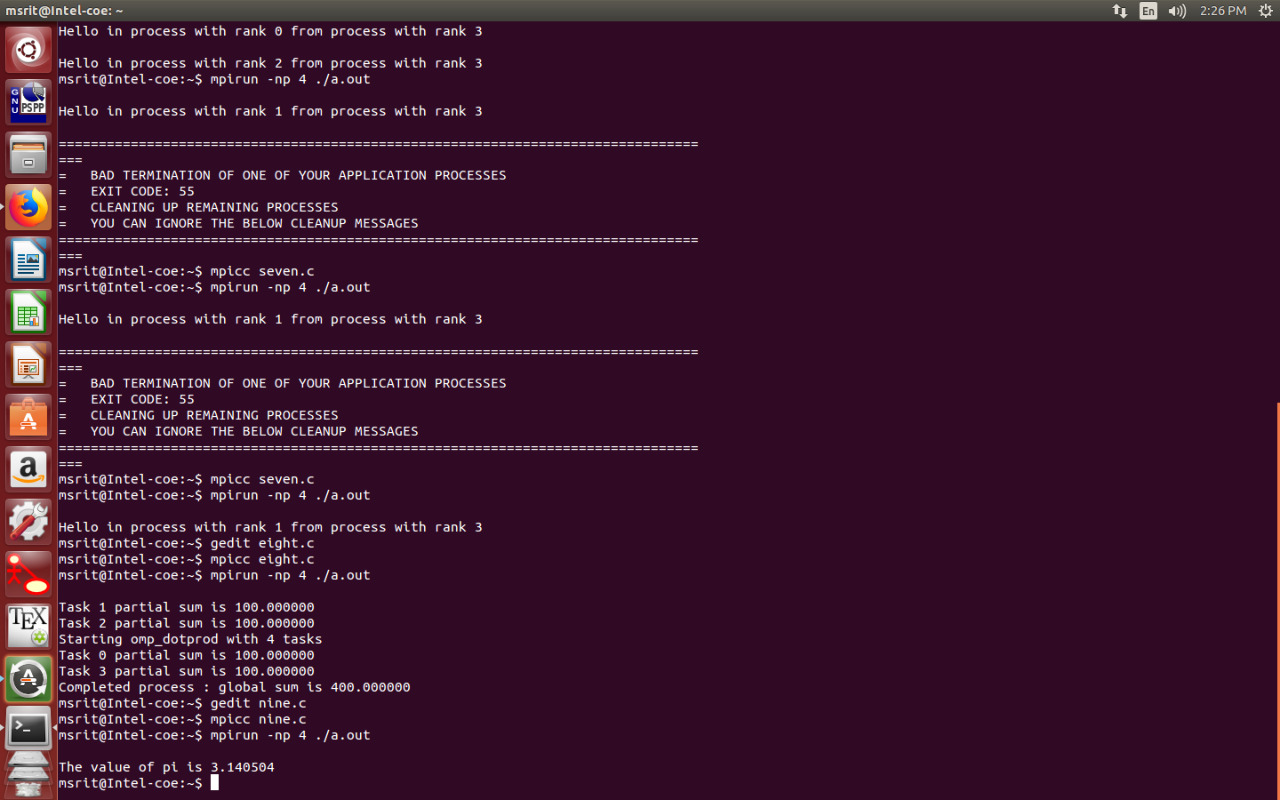 msrit@Intel-coe: ~
En
2:26 PM
Hello in process with rank 0 from process with rank 3
Hello in process with rank 2 from process with rank 3
msrit@Intel-coe:~$ mpirun -np 4 ./a.out
Hello in process with rank 1 from process with rank 3
================================================================================
===
=   BAD TERMINATION OF ONE OF YOUR APPLICATION PROCESSES
=   EXIT CODE: 55
=   CLEANING UP REMAINING PROCESSES
=   YOU CAN IGNORE THE BELOW CLEANUP MESSAGES
================================================================================
===
msrit@Intel-coe:~$ mpicc seven.c
msrit@Intel-coe:~$ mpirun -np 4 ./a.out
Hello in process with rank 1 from process with rank 3
================================================================================
===
=   BAD TERMINATION OF ONE OF YOUR APPLICATION PROCESSES
=   EXIT CODE: 55
=   CLEANING UP REMAINING PROCESSES
=   YOU CAN IGNORE THE BELOW CLEANUP MESSAGES
================================================================================
===
msrit@Intel-coe:~$ mpicc seven.c
msrit@Intel-coe:~$ mpirun -np 4 ./a.out
Hello in process with rank 1 from process with rank 3
msrit@Intel-coe:~$ gedit eight.c
msrit@Intel-coe:~$ mpicc eight.c
msrit@Intel-coe:~$ mpirun -np 4 ./a.out
Task 1 partial sum is 100.000000
Task 2 partial sum is 100.000000
Starting omp_dotprod with 4 tasks
Task 0 partial sum is 100.000000
Task 3 partial sum is 100.000000
Completed process : global sum is 400.000000
msrit@Intel-coe:~$ gedit nine.c
msrit@Intel-coe:~$ mpicc nine.c
msrit@Intel-coe:~$ mpirun -np 4 ./a.out
The value of pi is 3.140504
msrit@Intel-coe:~$
GNU
PSPP
a
TEX